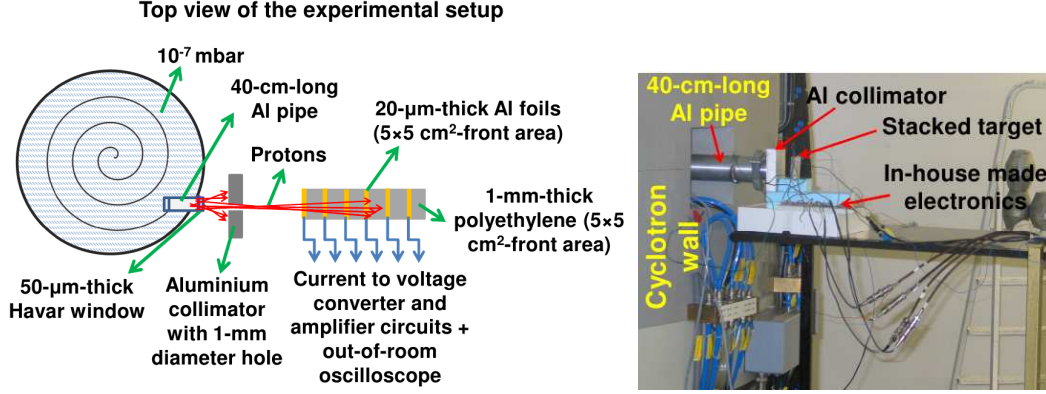 Top view of the experimental setup
10⁻⁷ mbar
40-cm-long
Al pipe
Protons
20-µm-thick Al foils
(5×5 cm²-front area)
1-mm-thick
polyethylene (5×5
cm²-front area)
50-µm-thick
Havar window
Aluminium
collimator
with 1-mm
diameter hole
Current to voltage
converter and
amplifier circuits +
out-of-room
oscilloscope
40-cm-long
Al pipe
Al collimator
Stacked target
In-house made
electronics
Cyclotron
wall